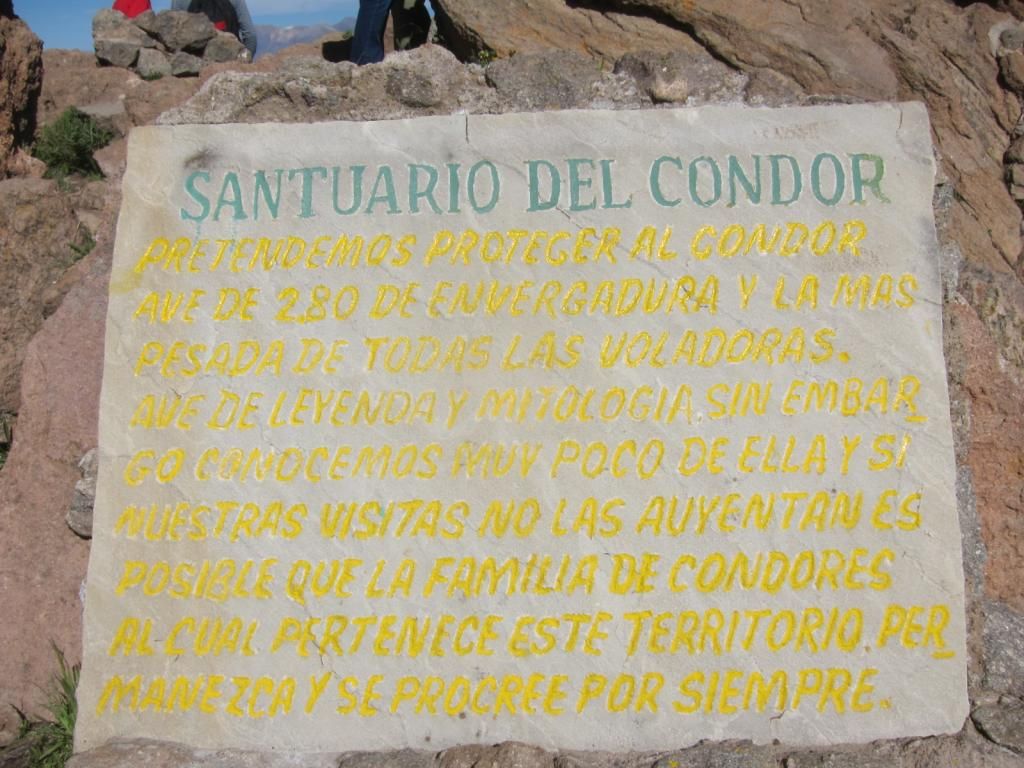 SANTUARIO DEL CONDOR
PRETENDEMOS PROTEGER AL CONDOR
AVE DE 2.80 DE ENVERGADURA Y LA MAS
PESADA DE TODAS LAS VOLADORAS.
AVE DE LEYENDA Y MITOLOGIA, SIN EMBAR_
GO CONOCEMOS MUY POCO DE ELLA Y SI
NUESTRAS VISITAS NO LAS AUYENTAN ES
POSIBLE QUE LA FAMILIA DE CONDORES
AL CUAL PERTENECE ESTE TERRITORIO. PER_
MANEZCA Y SE PROCREE POR SIEMPRE.